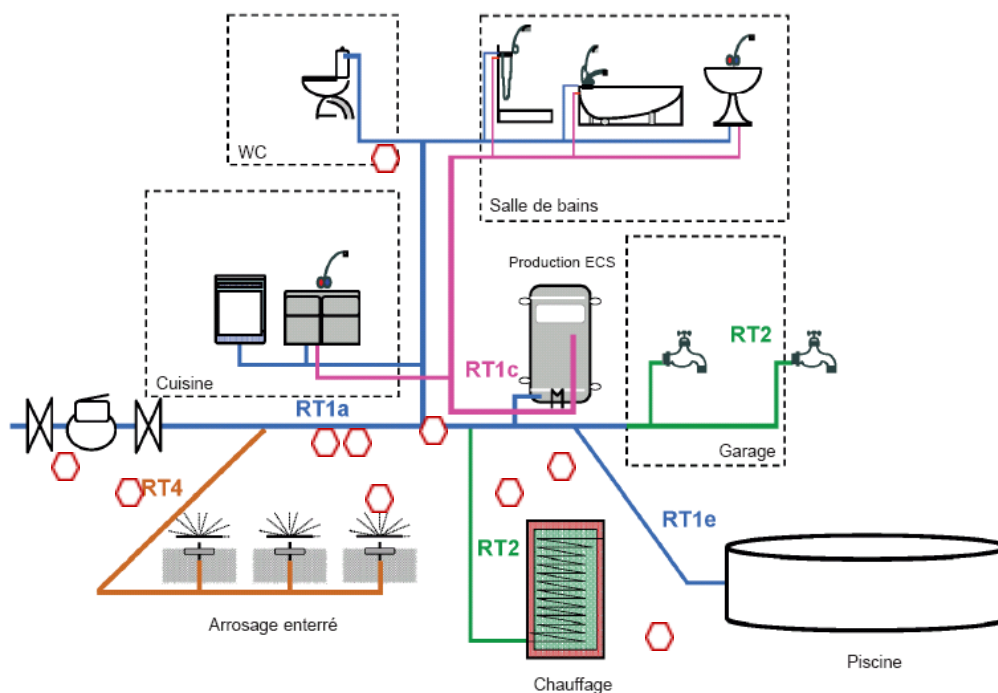 WC
Salle de bains
Production ECS
RT2
RT1c
Cuisine
RT1a
Garage
RT4
RT2
RT1e
Arrosage enterré
Piscine
Chauffage